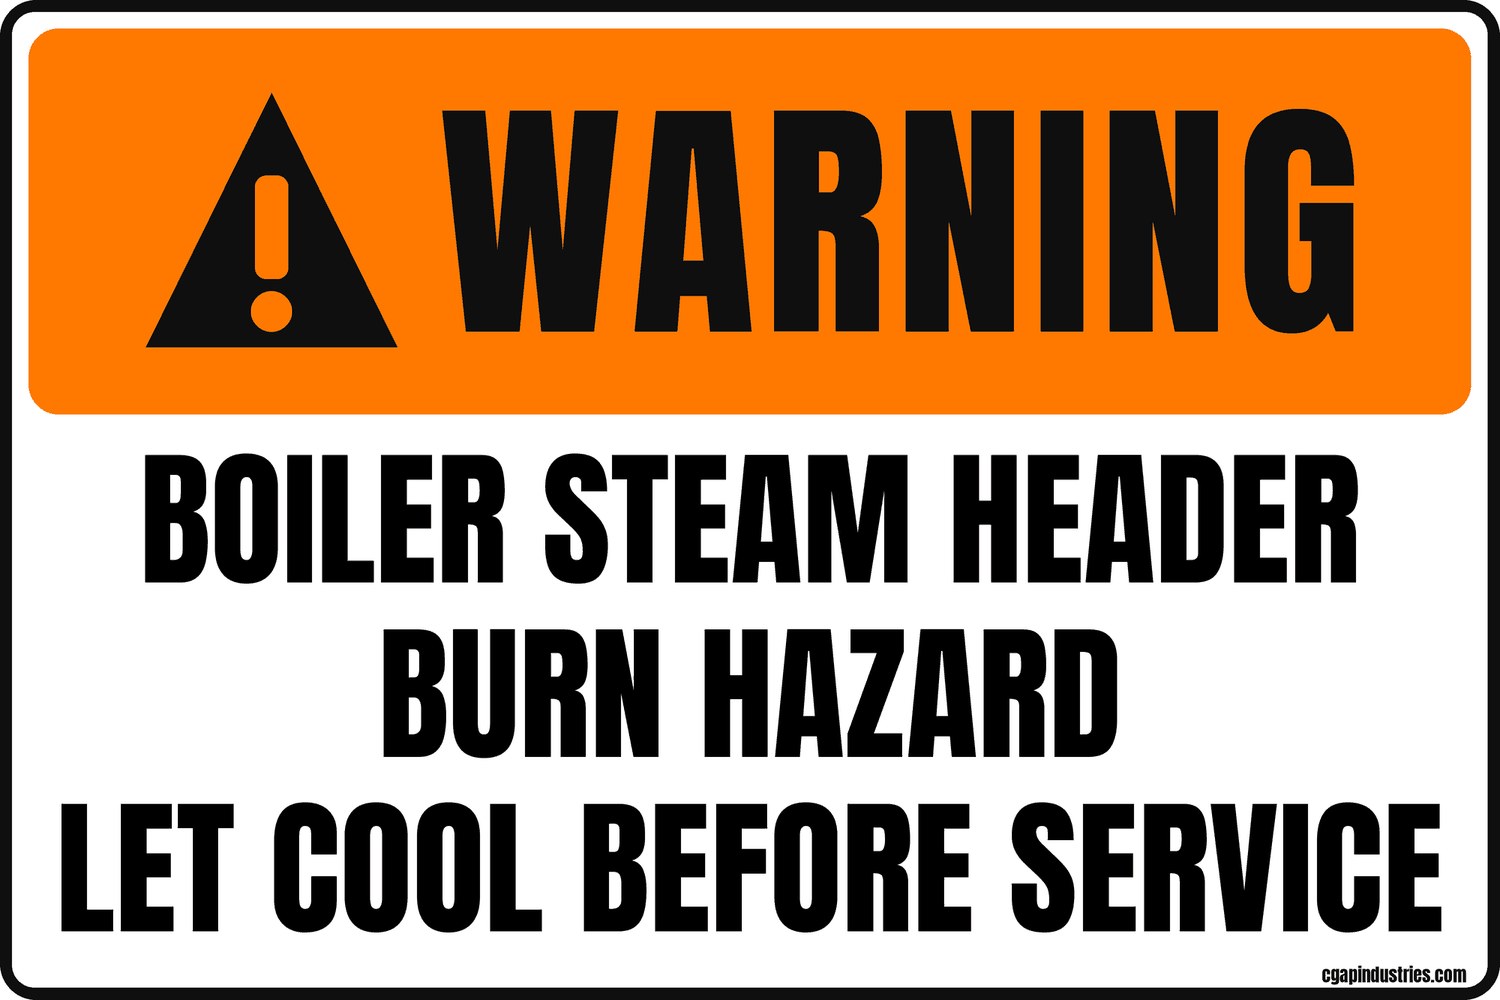 WARNING
BOILER STEAM HEADER
BURN HAZARD
LET COOL BEFORE SERVICE
cgapindustries.com